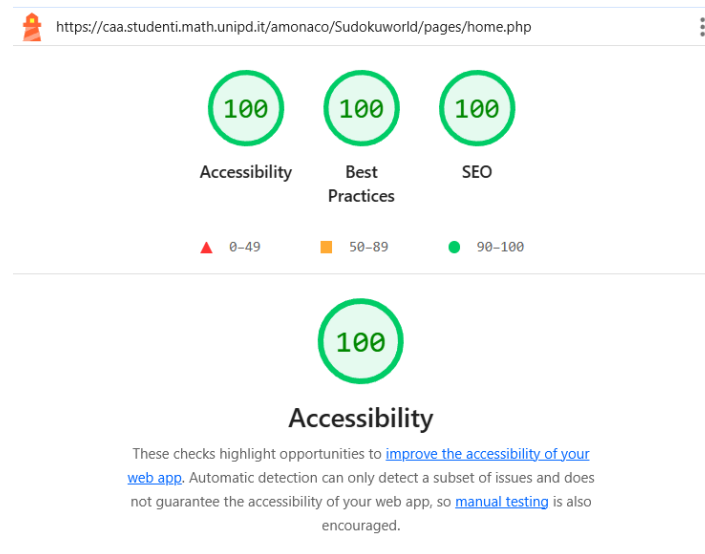 https://caa.studenti.math.unipd.it/amonaco/Sudokuworld/pages/home.php
100 100 100
Accessibility Best Practices SEO
0–49 50–89 90–100
100
Accessibility
These checks highlight opportunities to improve the accessibility of your
web app. Automatic detection can only detect a subset of issues and does
not guarantee the accessibility of your web app, so manual testing is also
encouraged.